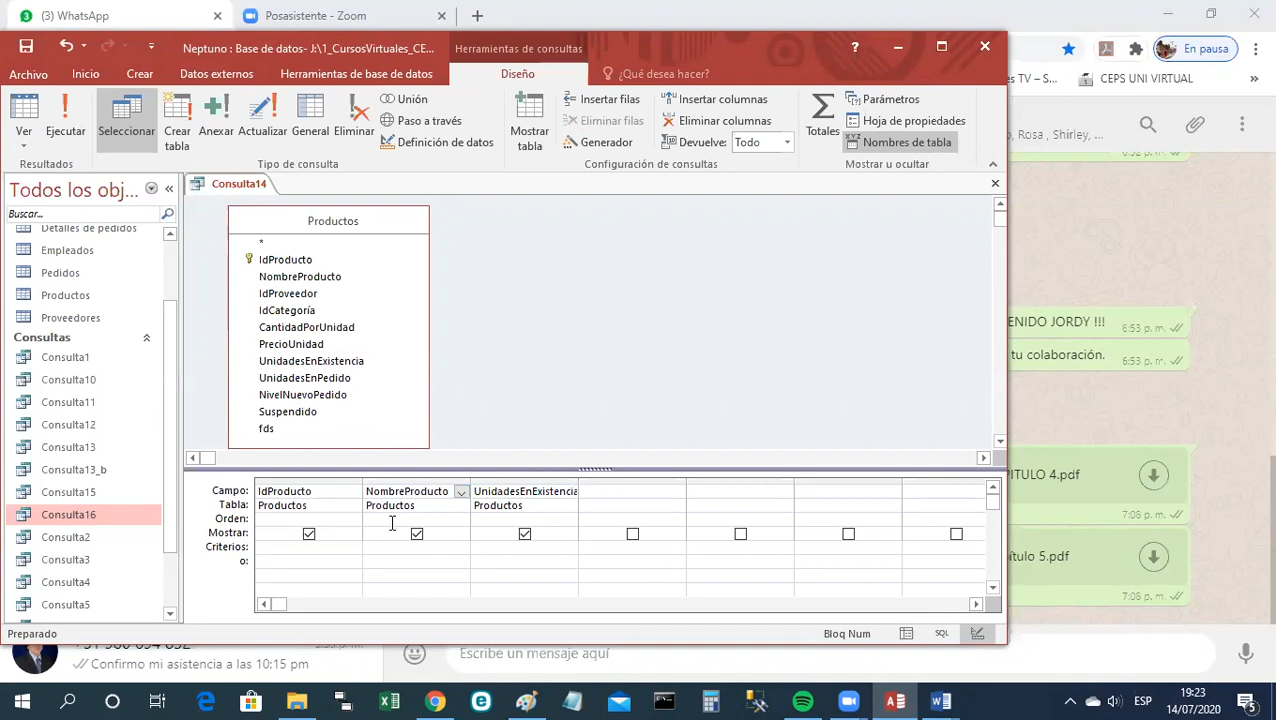 (3) WhatsApp
Posasistente - Zoom
Neptuno : Base de datos- J:\1_CursosVirtuales_CE...
Herramientas de consultas
?
En pausa
Archivo
Inicio
Crear
Datos externos
Herramientas de base de datos
Diseño
¿Qué desea hacer?
es TV – S...
CEPS UNI VIRTUAL
»
Ver
Ejecutar
Seleccionar
Crear tabla
Anexar
Actualizar
General
Eliminar
Unión
Paso a través
Definición de datos
Mostrar tabla
Insertar filas
Eliminar filas
Generador
Insertar columnas
Eliminar columnas
Devuelve: Todo
Totales
Parámetros
Hoja de propiedades
Nombres de tabla
Resultados
Tipo de consulta
Configuración de consultas
Mostrar u ocultar
o, Rosa , Shirley, ...
Todos los obj...
Buscar...
Detalles de pedidos
Empleados
Pedidos
Productos
Proveedores
Consultas
Consulta1
Consulta10
Consulta11
Consulta12
Consulta13
Consulta13_b
Consulta15
Consulta16
Consulta2
Consulta3
Consulta4
Consulta5
Consulta14
Productos
*
IdProducto
NombreProducto
IdProveedor
IdCategoría
CantidadPorUnidad
PrecioUnidad
UnidadesEnExistencia
UnidadesEnPedido
NivelNuevoPedido
Suspendido
fds
Campo: IdProducto NombreProducto UnidadesEnExistencia
Tabla: Productos Productos Productos
Orden:
Mostrar:
Criterios:
o:
ENIDO JORDY !!!
6:53 p. m.
tu colaboración.
6:53 p. m.
PITULO 4.pdf
7:08 p. m.
ítulo 5.pdf
7:08 p. m.
Preparado
Bloq Num
SQL
Confirmo mi asistencia a las 10:15 pm
Escribe un mensaje aquí
ESP
19:23
14/07/2020
5